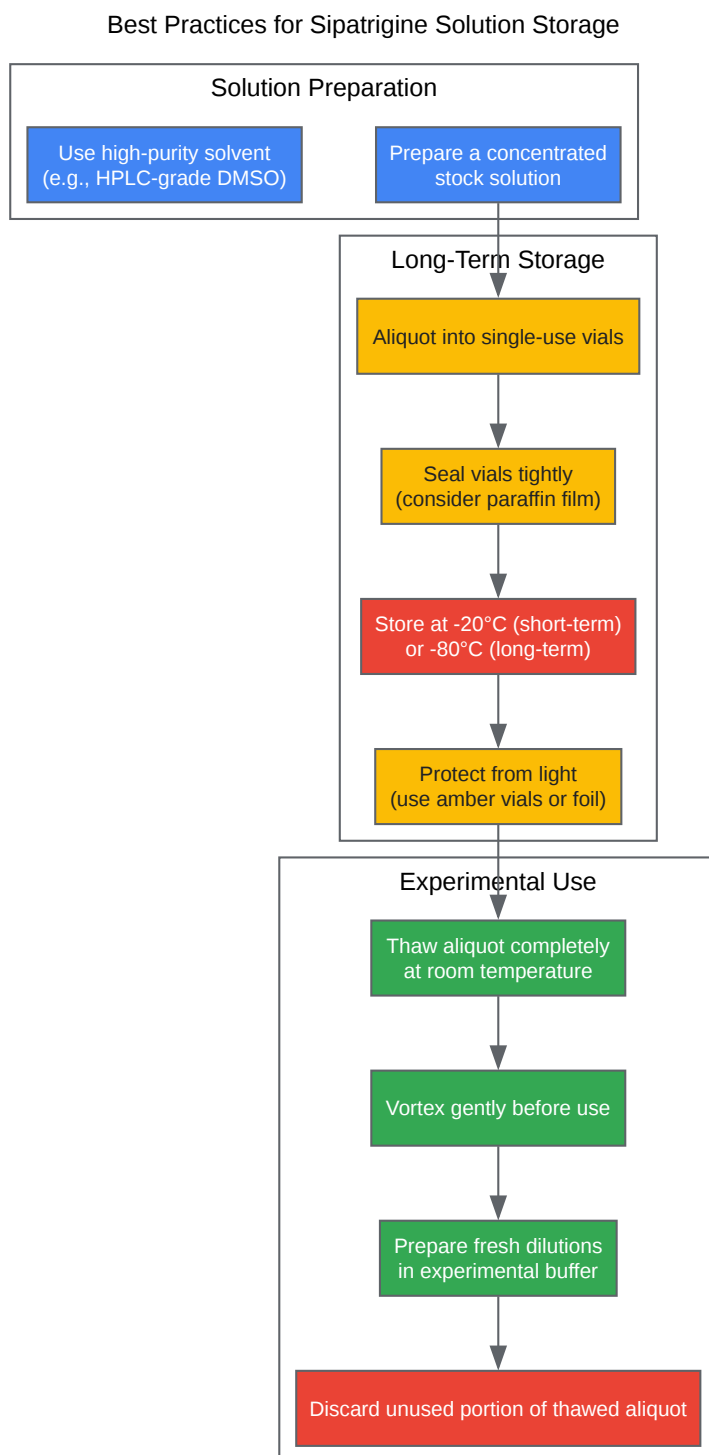 Best Practices for Sipatrigine Solution Storage
Solution Preparation
Use high-purity solvent
(e.g., HPLC-grade DMSO)
Prepare a concentrated
stock solution
Long-Term Storage
Aliquot into single-use vials
Seal vials tightly
(consider paraffin film)
Store at -20°C (short-term)
or -80°C (long-term)
Protect from light
(use amber vials or foil)
Experimental Use
Thaw aliquot completely
at room temperature
Vortex gently before use
Prepare fresh dilutions
in experimental buffer
Discard unused portion of thawed aliquot